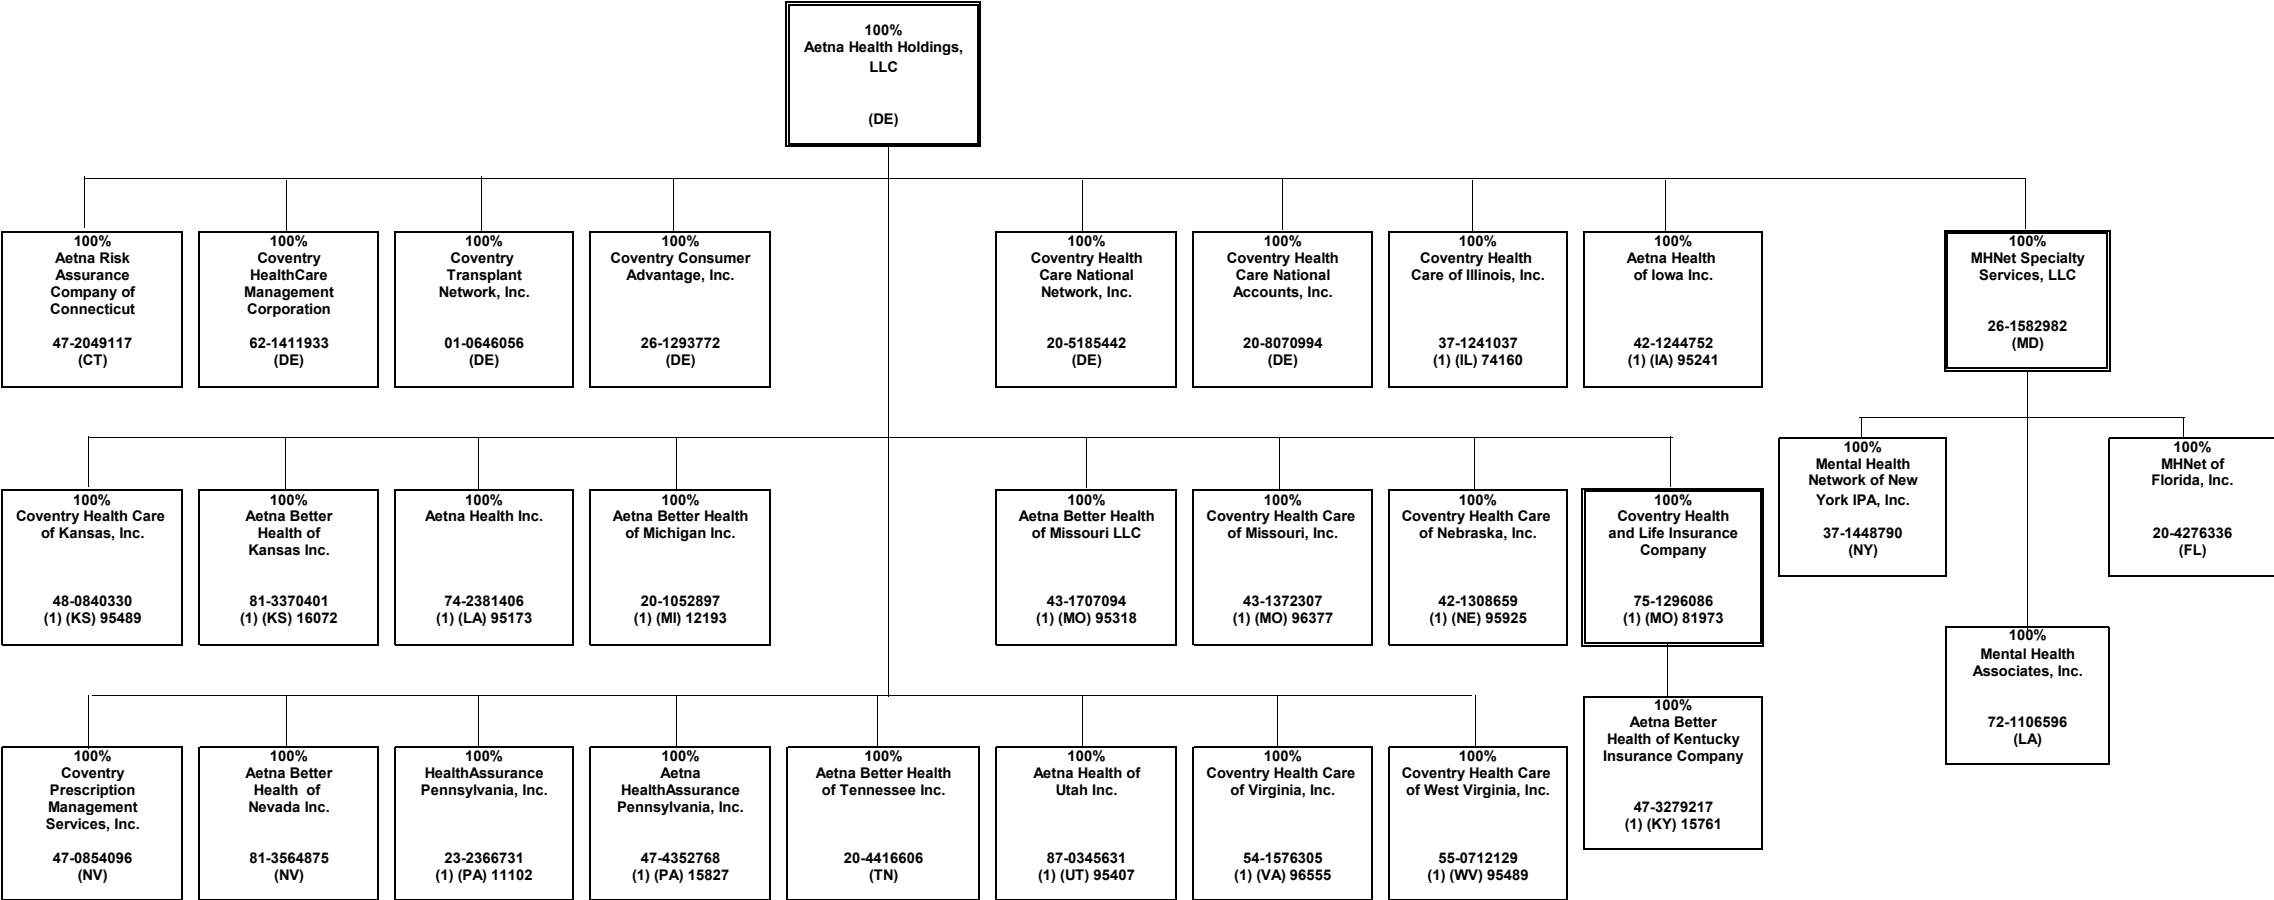 100%
Aetna Health Holdings,
LLC
(DE)
100%
Aetna Risk
Assurance
Company of
Connecticut
47-2049117
(CT)
100%
Coventry
HealthCare
Management
Corporation
62-1411933
(DE)
100%
Coventry
Transplant
Network, Inc.
01-0646056
(DE)
100%
Coventry Consumer
Advantage, Inc.
26-1293772
(DE)
100%
Coventry Health
Care National
Network, Inc.
20-5185442
(DE)
100%
Coventry Health
Care National
Accounts, Inc.
20-8070994
(DE)
100%
Coventry Health
Care of Illinois, Inc.
37-1241037
(1) (IL) 74160
100%
Aetna Health
of Iowa Inc.
42-1244752
(1) (IA) 95241
100%
MHNet Specialty
Services, LLC
26-1582982
(MD)
100%
Mental Health
Network of New
York IPA, Inc.
37-1448790
(NY)
100%
MHNet of
Florida, Inc.
20-4276336
(FL)
100%
Coventry Health Care
of Kansas, Inc.
48-0840330
(1) (KS) 95489
100%
Aetna Better
Health of
Kansas Inc.
81-3370401
(1) (KS) 16072
100%
Aetna Health Inc.
74-2381406
(1) (LA) 95173
100%
Aetna Better Health
of Michigan Inc.
20-1052897
(1) (MI) 12193
100%
Aetna Better Health
of Missouri LLC
43-1707094
(1) (MO) 95318
100%
Coventry Health Care
of Missouri, Inc.
43-1372307
(1) (MO) 96377
100%
Coventry Health Care
of Nebraska, Inc.
42-1308659
(1) (NE) 95925
100%
Coventry Health
and Life Insurance
Company
75-1296086
(1) (MO) 81973
100%
Mental Health
Associates, Inc.
72-1106596
(LA)
100%
Aetna Better
Health of Kentucky
Insurance Company
47-3279217
(1) (KY) 15761
100%
Coventry
Prescription
Management
Services, Inc.
47-0854096
(NV)
100%
Aetna Better
Health of
Nevada Inc.
81-3564875
(NV)
100%
HealthAssurance
Pennsylvania, Inc.
23-2366731
(1) (PA) 11102
100%
Aetna
HealthAssurance
Pennsylvania, Inc.
47-4352768
(1) (PA) 15827
100%
Aetna Better Health
of Tennessee Inc.
20-4416606
(TN)
100%
Aetna Health of
Utah Inc.
87-0345631
(1) (UT) 95407
100%
Coventry Health Care
of Virginia, Inc.
54-1576305
(1) (VA) 96555
100%
Coventry Health Care
of West Virginia, Inc.
55-0712129
(1) (WV) 95489